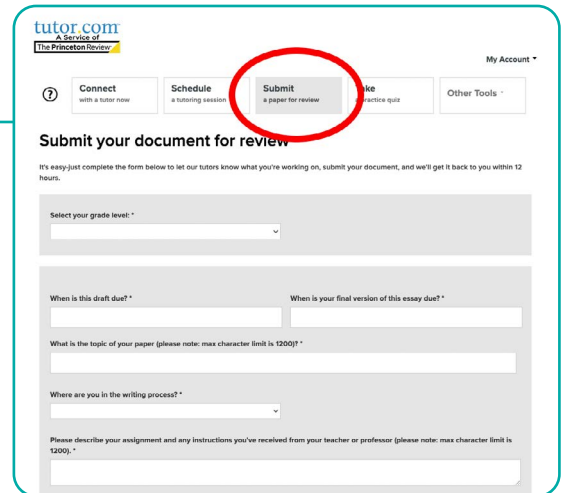 tutor.com
A Service of
The Princeton Review
My Account
Connect
with a tutor now
Schedule
a tutoring session
Submit
a paper for review
ke
practice quiz
Other Tools
Submit your document for review
It's easy-just complete the form below to let our tutors know what you're working on, submit your document, and we'll get it back to you within 12
hours.
Select your grade level: *
When is this draft due? *
When is your final version of this essay due? *
What is the topic of your paper (please note: max character limit is 1200)? *
Where are you in the writing process? *
Please describe your assignment and any instructions you've received from your teacher or professor (please note: max character limit is
1200). *